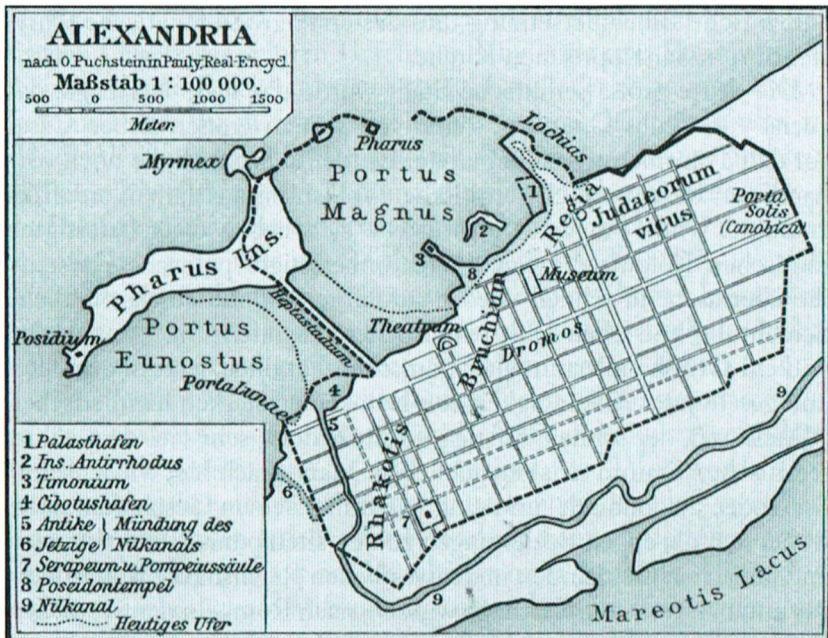 ALEXANDRIA
nach O. Puchstein in Pauly, Real-Encycl.
Maßstab 1 : 100 000.
500 0 500 1000 1500
Meter.
Myrmex
Pharus
Lochias
Portus
Magnus
1
2
3
8
Regia
Judaeorum
vicus
Porta
Solis
(Canobica)
Pharus Ins.
Museum
Heptastadium
Theatrum
Bruchium
Dromos
Posidium
Portus
Eunostus
Porta Lunae
4
5
6
Rhakotis
7
9
9
Mareotis Lacus
1 Palasthafen
2 Ins. Antirrhodus
3 Timonium
4 Cibotushafen
5 Antike } Mündung des
6 Jetzige } Nilkanals
7 Serapeum u. Pompeiussäule
8 Poseidontempel
9 Nilkanal
Heutiges Ufer